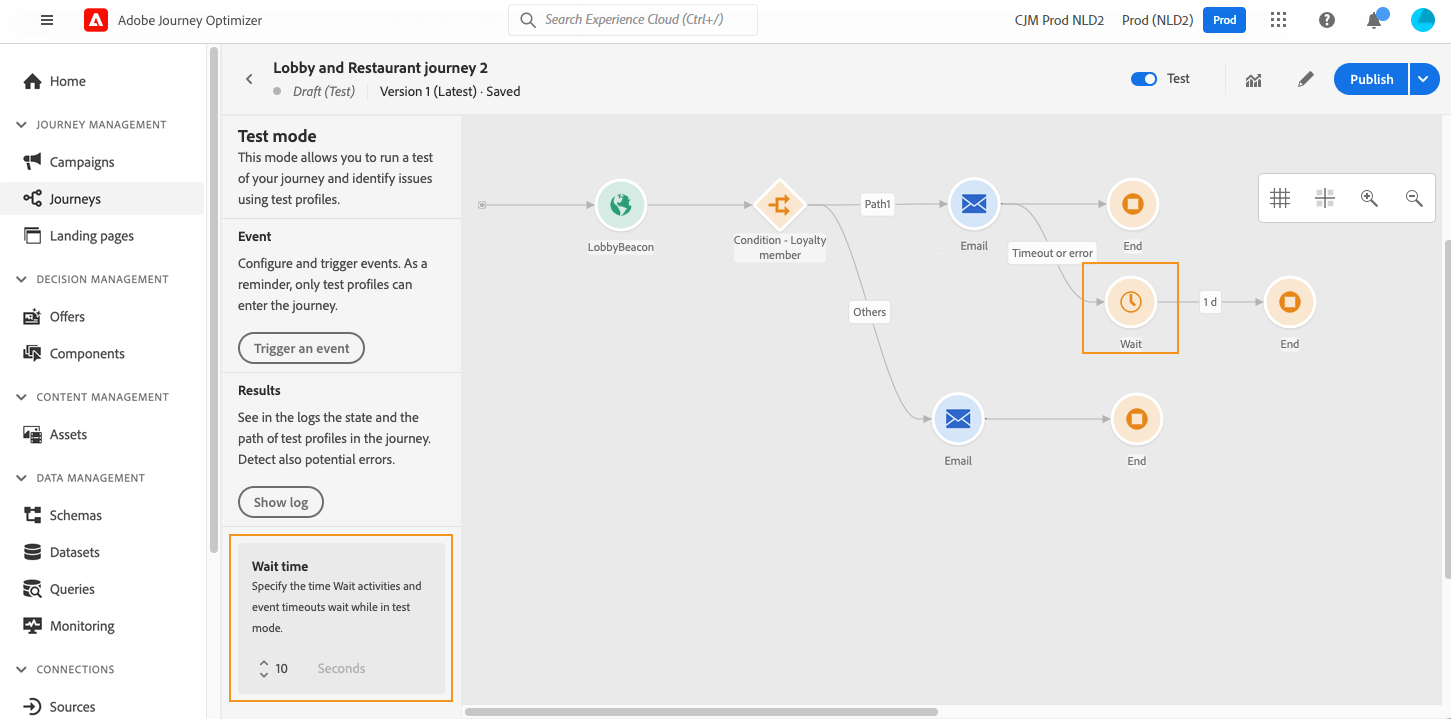 Adobe Journey Optimizer
Search Experience Cloud (Ctrl+/)
CJM Prod NLD2
Prod (NLD2)
Prod
Home
JOURNEY MANAGEMENT
Campaigns
Journeys
Landing pages
DECISION MANAGEMENT
Offers
Components
CONTENT MANAGEMENT
Assets
DATA MANAGEMENT
Schemas
Datasets
Queries
Monitoring
CONNECTIONS
Sources
Lobby and Restaurant journey 2
Draft (Test)
Version 1 (Latest) · Saved
Test
Publish
Test mode
This mode allows you to run a test
of your journey and identify issues
using test profiles.
Event
Configure and trigger events. As a
reminder, only test profiles can
enter the journey.
Trigger an event
Results
See in the logs the state and the
path of test profiles in the journey.
Detect also potential errors.
Show log
Wait time
Specify the time Wait activities and
event timeouts wait while in test
mode.
10
Seconds
LobbyBeacon
Condition - Loyalty
member
Path1
Email
End
Timeout or error
Wait
1 d
End
Others
Email
End